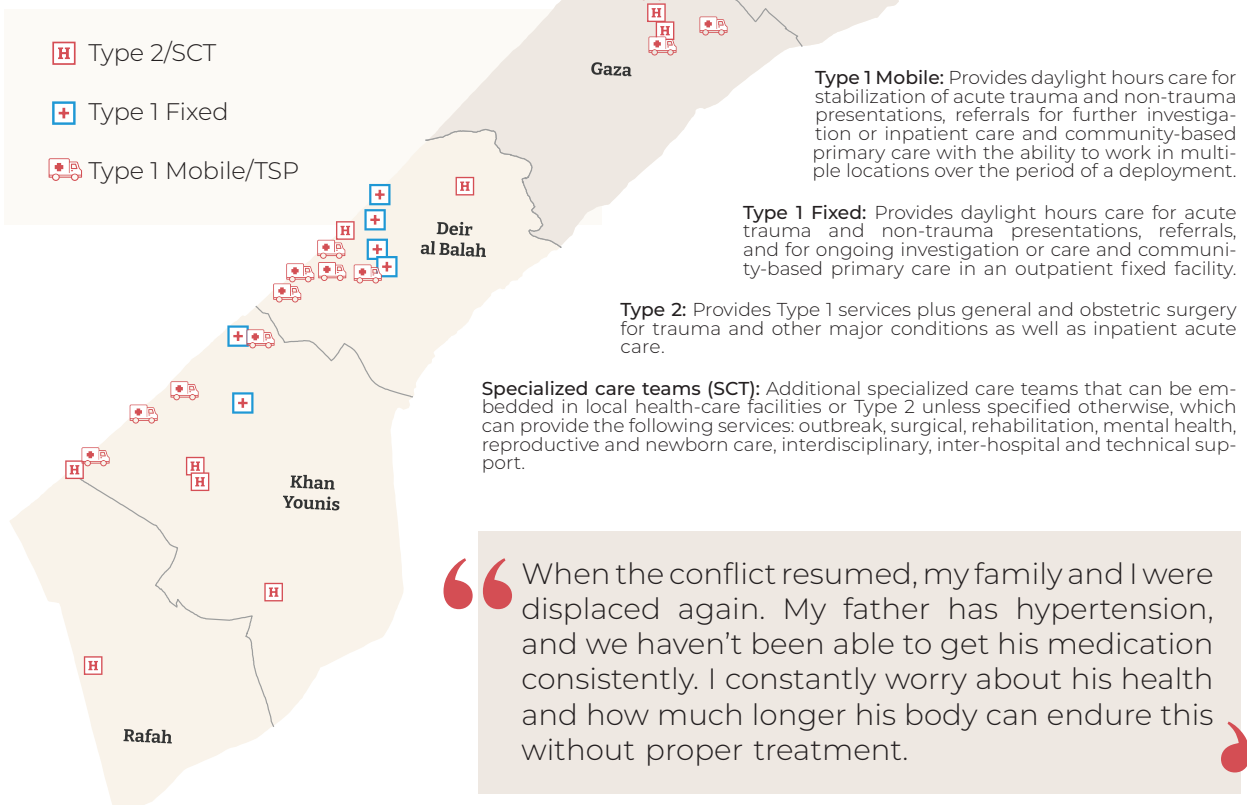 Type 2/SCT
Type 1 Fixed
Type 1 Mobile/TSP
Gaza
Deir
al Balah
Khan
Younis
Rafah
Type 1 Mobile: Provides daylight hours care for
stabilization of acute trauma and non-trauma
presentations, referrals for further investiga-
tion or inpatient care and community-based
primary care with the ability to work in multi-
ple locations over the period of a deployment.
Type 1 Fixed: Provides daylight hours care for acute
trauma and non-trauma presentations, referrals,
and for ongoing investigation or care and communi-
ty-based primary care in an outpatient fixed facility.
Type 2: Provides Type 1 services plus general and obstetric surgery
for trauma and other major conditions as well as inpatient acute
care.
Specialized care teams (SCT): Additional specialized care teams that can be em-
bedded in local health-care facilities or Type 2 unless specified otherwise, which
can provide the following services: outbreak, surgical, rehabilitation, mental health,
reproductive and newborn care, interdisciplinary, inter-hospital and technical sup-
port.
“When the conflict resumed, my family and I were
displaced again. My father has hypertension,
and we haven’t been able to get his medication
consistently. I constantly worry about his health
and how much longer his body can endure this
without proper treatment.